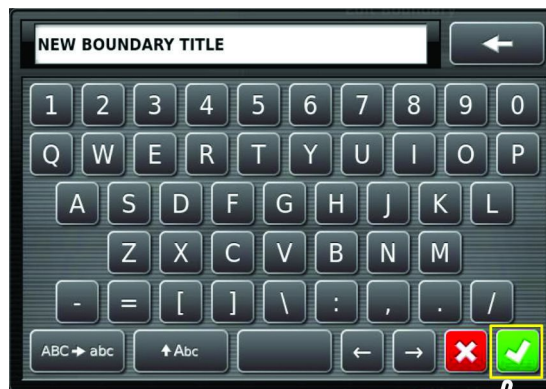 NEW BOUNDARY TITLE ←
1 2 3 4 5 6 7 8 9 0
Q W E R T Y U I O P
A S D F G H J K L
Z X C V B N M
- = [ ] \ : , . /
ABC → abc ↑ Abc ← →